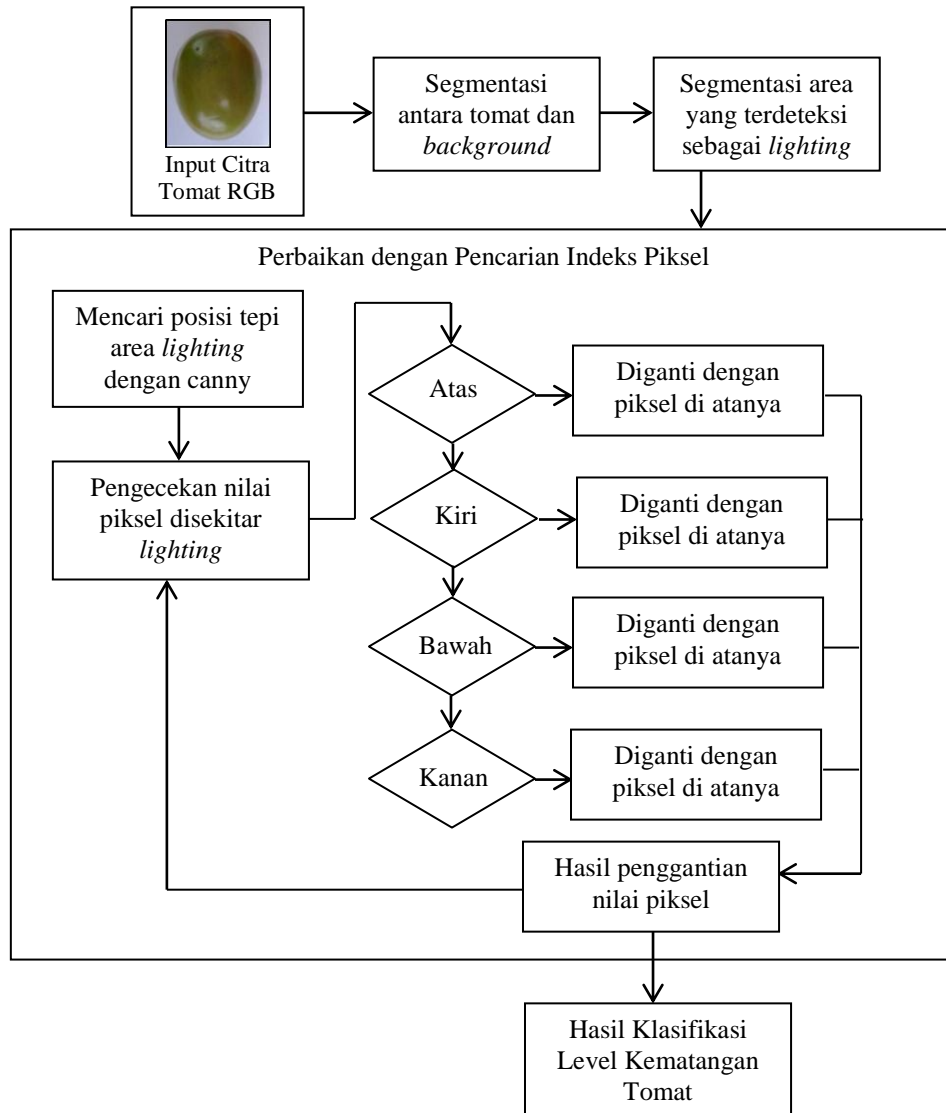 Input Citra
Tomat RGB
Segmentasi
antara tomat dan
background
Segmentasi area
yang terdeteksi
sebagai lighting
Perbaikan dengan Pencarian Indeks Piksel
Mencari posisi tepi
area lighting
dengan canny
Pengecekan nilai
piksel disekitar
lighting
Atas
Diganti dengan
piksel di atanya
Kiri
Diganti dengan
piksel di atanya
Bawah
Diganti dengan
piksel di atanya
Kanan
Diganti dengan
piksel di atanya
Hasil penggantian
nilai piksel
Hasil Klasifikasi
Level Kematangan
Tomat